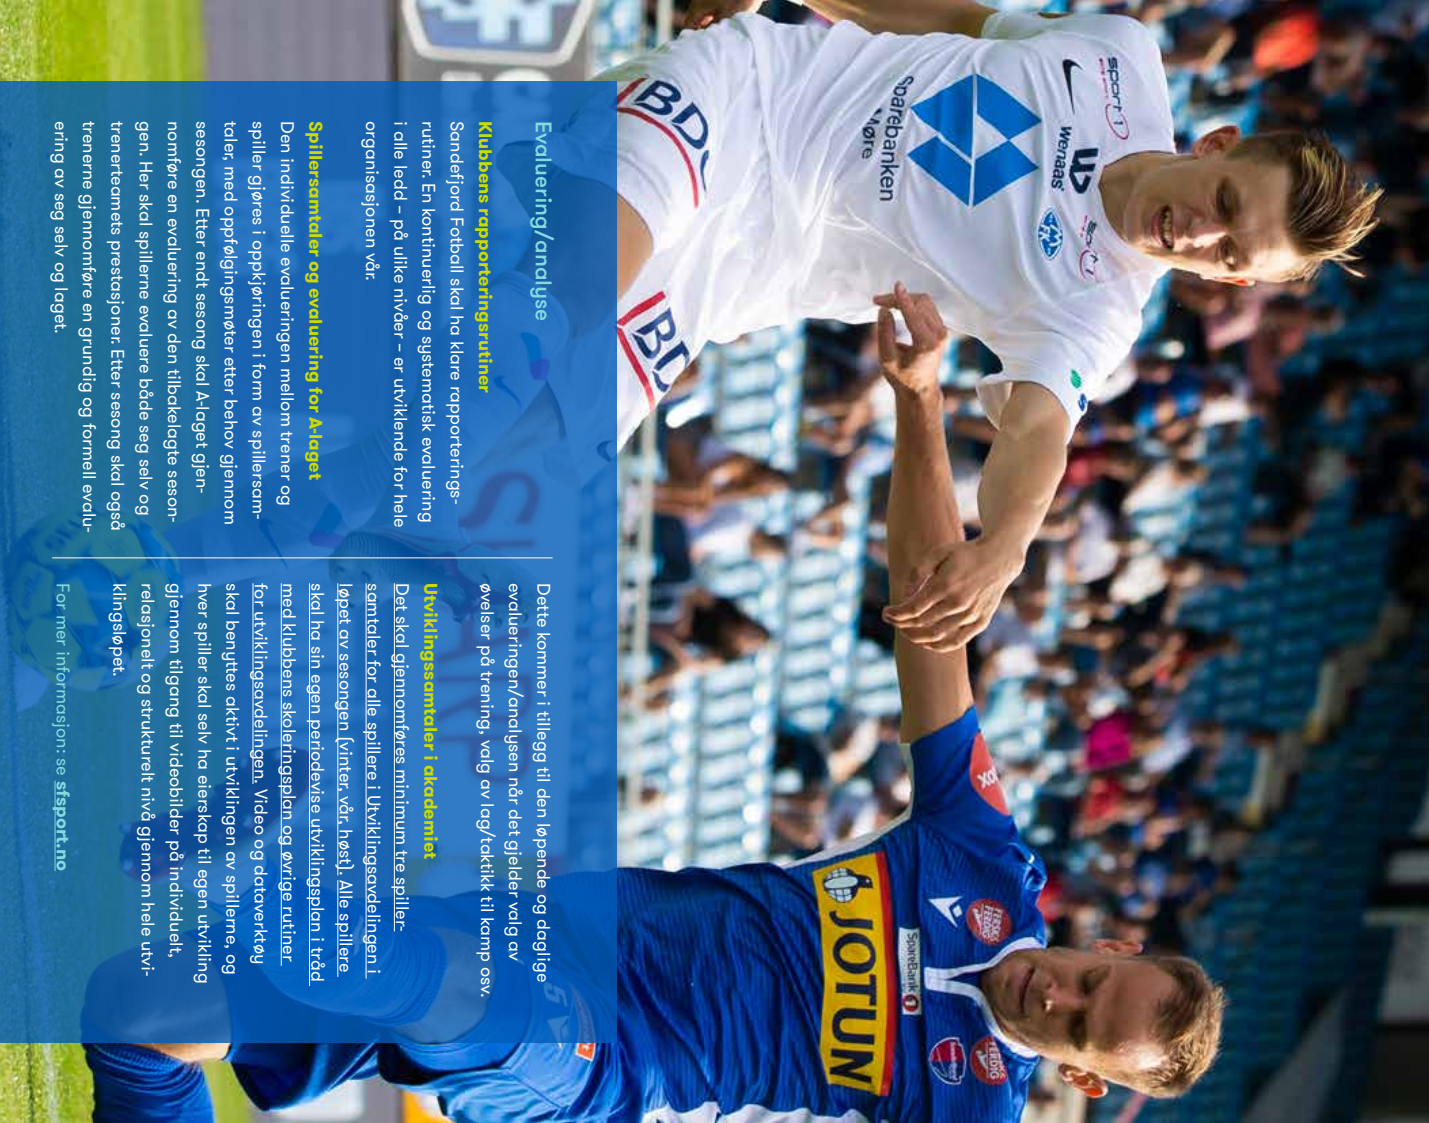 Evaluering/analyse
Klubbens rapporteringsrutiner
Sandefjord Fotball skal ha klare rapporterings-
rutiner. En kontinuerlig og systematisk evaluering
i alle ledd – på ulike nivåer – er utviklende for hele
organisasjonen vår.
Spillersamtaler og evaluering for A-laget
Den individuelle evalueringen mellom trener og
spiller gjøres i oppkjøringen i form av spillersam-
taler, med oppfølgingsmøter etter behov gjennom
sesongen. Etter endt sesong skal A-laget gjen-
nomføre en evaluering av den tilbakelagte seson-
gen. Her skal spillerne evaluere både seg selv og
trenerteamets prestasjoner. Etter sesong skal også
trenerne gjennomføre en grundig og formell evalu-
ering av seg selv og laget.
Dette kommer i tillegg til den løpende og daglige
evalueringen/analysen når det gjelder valg av
øvelser på trening, valg av lag/taktikk til kamp osv.
Utviklingssamtaler i akademiet
Det skal gjennomføres minimum tre spiller-
samtaler for alle spillere i Utviklingsavdelingen i
løpet av sesongen (vinter, vår, høst). Alle spillere
skal ha sin egen periodevise utviklingsplan i tråd
med klubbens skoleringsplan og øvrige rutiner
for utviklingsavdelingen. Video og dataverktøy
skal benyttes aktivt i utviklingen av spillerne, og
hver spiller skal selv ha eierskap til egen utvikling
gjennom tilgang til videobilder på individuelt,
relasjonelt og strukturelt nivå gjennom hele utvi-
klingsløpet.
For mer informasjon: se sfsport.no
sport 1
wenaas
sport 1
Sparebanken
Møre
BDO
BD
JOTUN
SpareBank 1
FERDIG
FERDIG